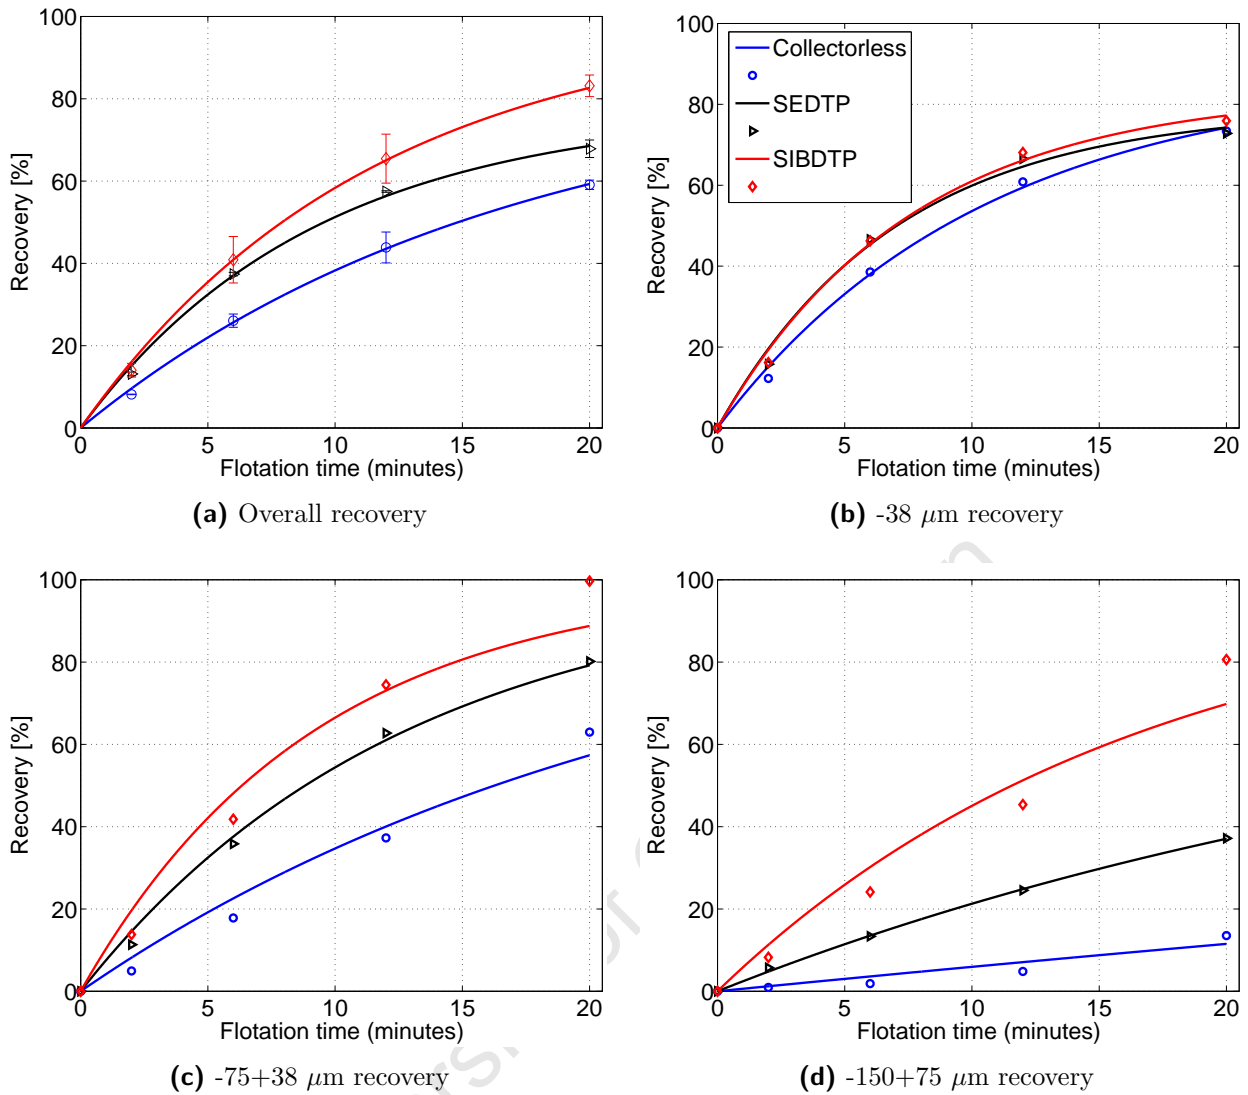 100
80
60
40
20
0
0 5 10 15 20
Recovery [%]
Flotation time (minutes)
(a) Overall recovery
100
80
60
40
20
0
0 5 10 15 20
Recovery [%]
Flotation time (minutes)
Collectorless
SEDTP
SIBDTP
(b) -38 μm recovery
100
80
60
40
20
0
0 5 10 15 20
Recovery [%]
Flotation time (minutes)
(c) -75+38 μm recovery
100
80
60
40
20
0
0 5 10 15 20
Recovery [%]
Flotation time (minutes)
(d) -150+75 μm recovery